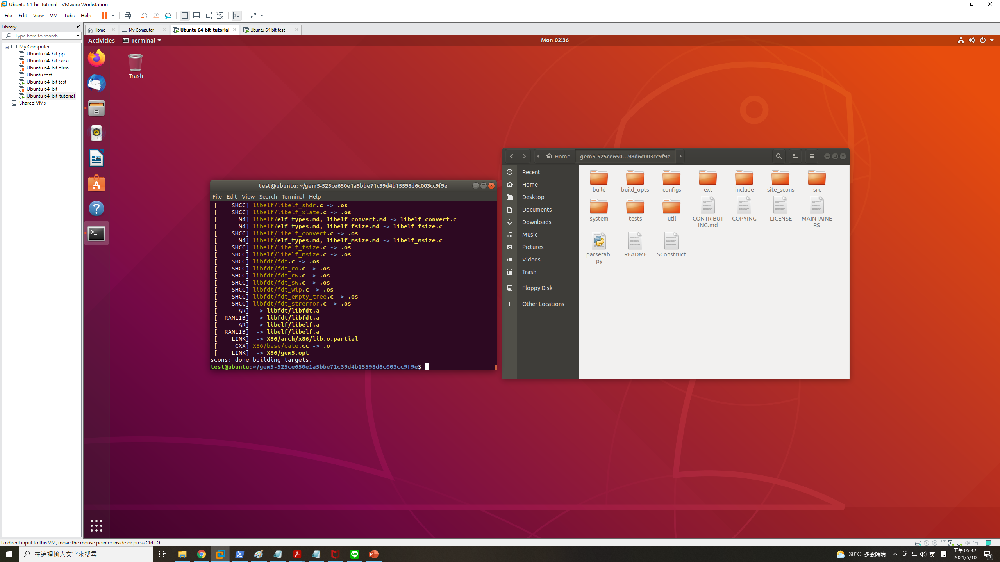 Ubuntu 64-bit-tutorial - VMware Workstation
File Edit View VM Tabs Help
Library
Type here to search
My Computer
Ubuntu 64-bit pp
Ubuntu 64-bit caca
Ubuntu 64-bit dlrm
Ubuntu test
Ubuntu 64-bit test
Ubuntu 64-bit
Ubuntu 64-bit-tutorial
Shared VMs
Home My Computer Ubuntu 64-bit-tutorial Ubuntu 64-bit test
Activities Terminal Mon 02:36
Trash
test@ubuntu: ~/gem5-525ce650e1a5bbe71c39d4b15598d6c003cc9f9e
File Edit View Search Terminal Help
[ SHCC] libelf/libelf_shdr.c -> .os
[ SHCC] libelf/libelf_xlate.c -> .os
[ M4] libelf/elf_types.m4, libelf_convert.m4 -> libelf_convert.c
[ M4] libelf/elf_types.m4, libelf_fsize.m4 -> libelf_fsize.c
[ SHCC] libelf/libelf_convert.c -> .os
[ M4] libelf/elf_types.m4, libelf_msize.m4 -> libelf_msize.c
[ SHCC] libelf/libelf_fsize.c -> .os
[ SHCC] libelf/libelf_msize.c -> .os
[ SHCC] libfdt/fdt.c -> .os
[ SHCC] libfdt/fdt_ro.c -> .os
[ SHCC] libfdt/fdt_rw.c -> .os
[ SHCC] libfdt/fdt_sw.c -> .os
[ SHCC] libfdt/fdt_wip.c -> .os
[ SHCC] libfdt/fdt_empty_tree.c -> .os
[ SHCC] libfdt/fdt_strerror.c -> .os
[ AR] -> libfdt/libfdt.a
[ RANLIB] -> libfdt/libfdt.a
[ AR] -> libelf/libelf.a
[ RANLIB] -> libelf/libelf.a
[ LINK] -> X86/arch/x86/lib.o.partial
[ CXX] X86/base/date.cc -> .o
[ LINK] -> X86/gem5.opt
scons: done building targets.
test@ubuntu:~/gem5-525ce650e1a5bbe71c39d4b15598d6c003cc9f9e$
Home gem5-525ce650…98d6c003cc9f9e
Recent
Home
Desktop
Documents
Downloads
Music
Pictures
Videos
Trash
Floppy Disk
Other Locations
build build_opts configs ext include site_scons src
system tests util CONTRIBUTING.md COPYING LICENSE MAINTAINERS
parsetab.py README SConstruct
To direct input to this VM, move the mouse pointer inside or press Ctrl+G.
在這裡輸入文字來搜尋
30°C 多雲時晴
英
下午 05:42
2021/5/10
1